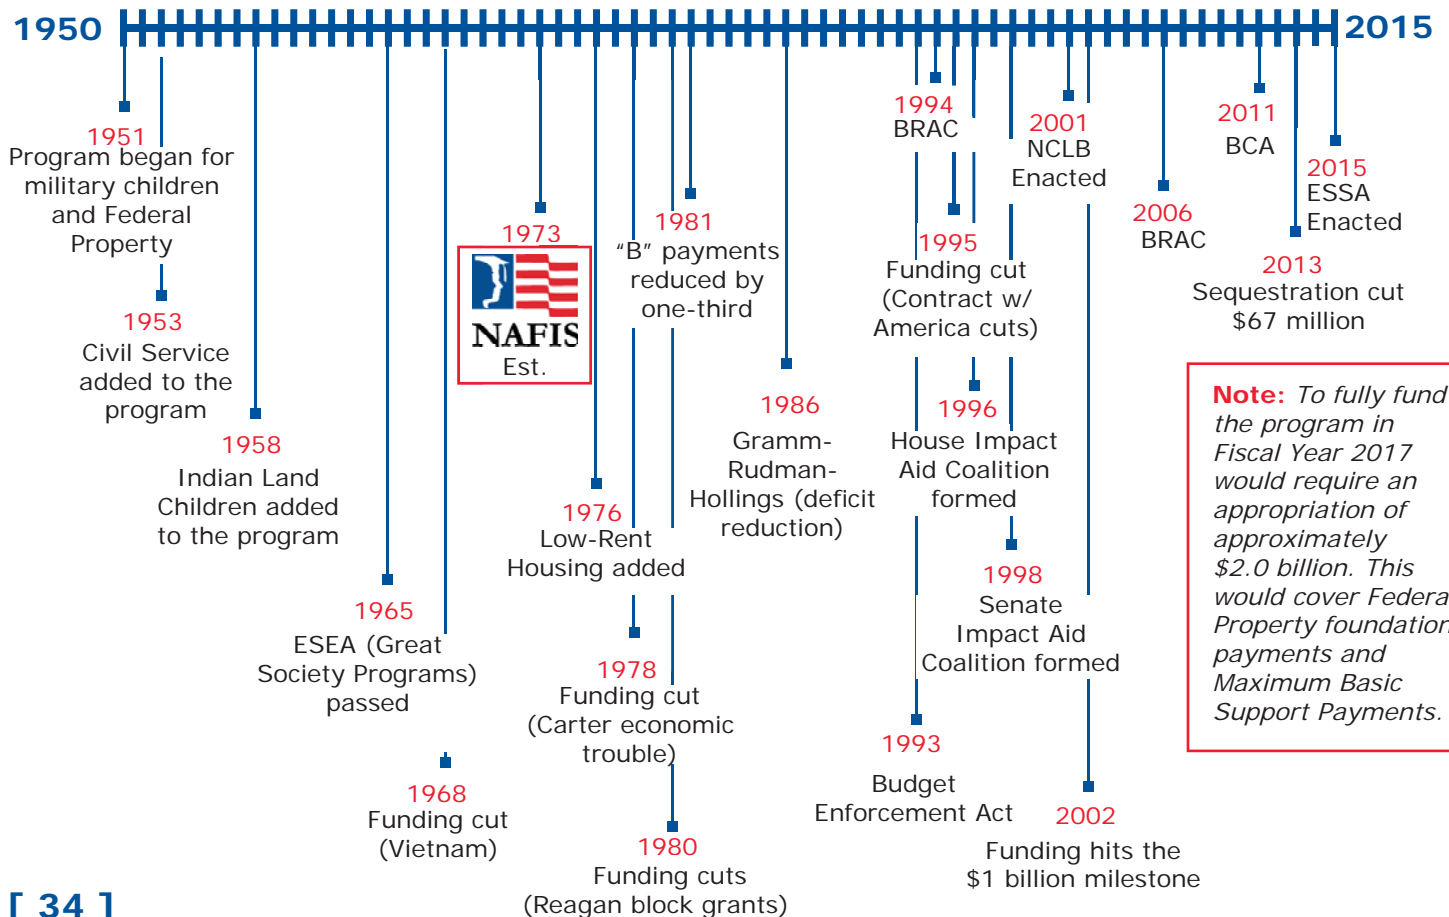 1950
2015
1951
Program began for
military children
and Federal
Property
1953
Civil Service
added to the
program
1958
Indian Land
Children added
to the program
1965
ESEA (Great
Society Programs)
passed
1968
Funding cut
(Vietnam)
1973
NAFIS
Est.
1976
Low-Rent
Housing added
1978
Funding cut
(Carter economic
trouble)
1980
Funding cuts
(Reagan block grants)
1981
“B” payments
reduced by
one-third
1986
Gramm-
Rudman-
Hollings (deficit
reduction)
1993
Budget
Enforcement Act
1994
BRAC
1995
Funding cut
(Contract w/
America cuts)
1996
House Impact
Aid Coalition
formed
1998
Senate
Impact Aid
Coalition formed
2001
NCLB
Enacted
2002
Funding hits the
$1 billion milestone
2006
BRAC
2011
BCA
2013
Sequestration cut
$67 million
2015
ESSA
Enacted
Note: To fully fund
the program in
Fiscal Year 2017
would require an
appropriation of
approximately
$2.0 billion. This
would cover Federa
Property foundation
payments and
Maximum Basic
Support Payments.
[ 34 ]